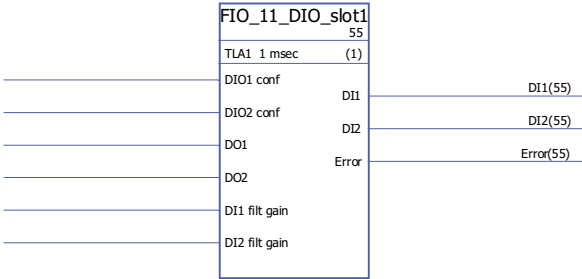 FIO_11_DIO_slot1
55
TLA1 1 msec (1)
DIO1 conf
DI1 DI1(55)
DIO2 conf
DI2 DI2(55)
DO1
Error Error(55)
DO2
DI1 filt gain
DI2 filt gain